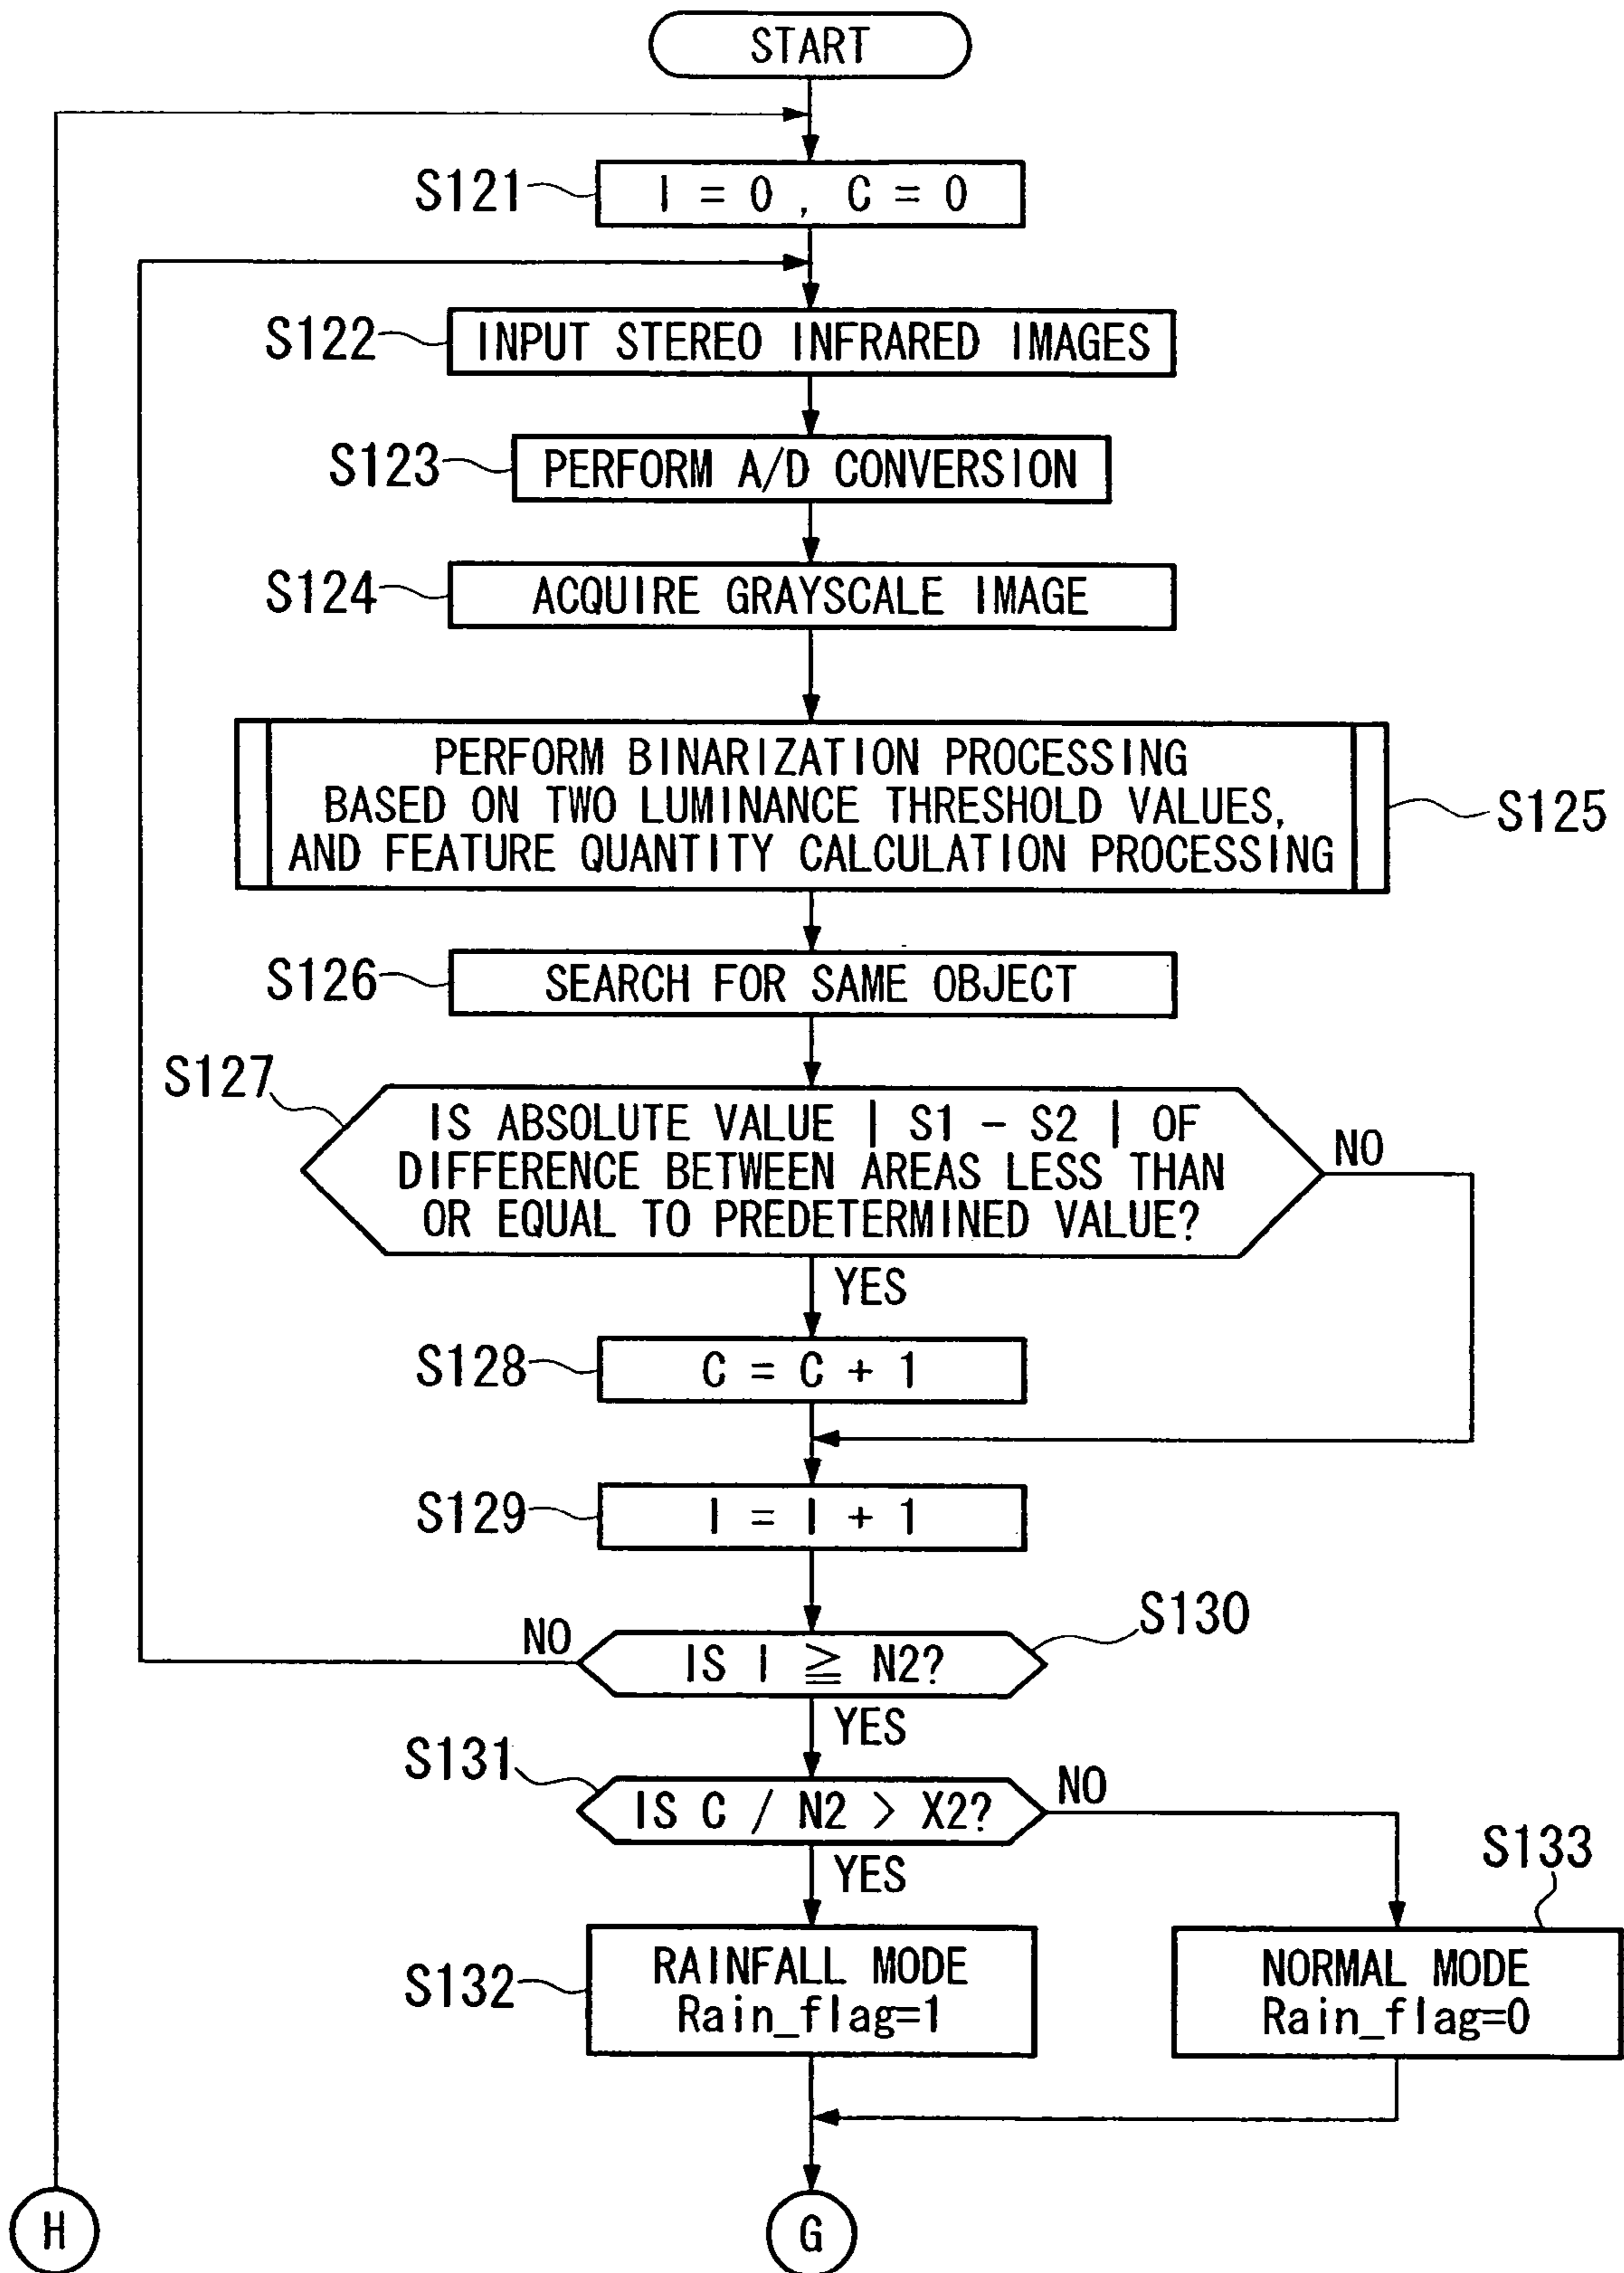 START
S121
I = 0 , C = 0
S122
INPUT STEREO INFRARED IMAGES
S123
PERFORM A/D CONVERSION
S124
ACQUIRE GRAYSCALE IMAGE
PERFORM BINARIZATION PROCESSING
BASED ON TWO LUMINANCE THRESHOLD VALUES,
AND FEATURE QUANTITY CALCULATION PROCESSING
S125
S126
SEARCH FOR SAME OBJECT
S127
IS ABSOLUTE VALUE | S1 - S2 | OF
DIFFERENCE BETWEEN AREAS LESS THAN
OR EQUAL TO PREDETERMINED VALUE?
NO
YES
S128
C = C + 1
S129
I = I + 1
S130
NO
IS I ≧ N2?
YES
S131
IS C / N2 > X2?
NO
YES
S132
RAINFALL MODE
Rain_flag=1
S133
NORMAL MODE
Rain_flag=0
H
G